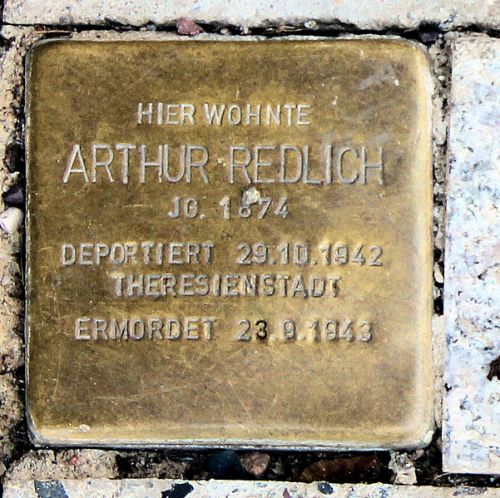 HIER WOHNTE
ARTHUR REDLICH
JG. 1874
DEPORTIERT 29.10.1942
THERESIENSTADT
ERMORDET 23.9.1943